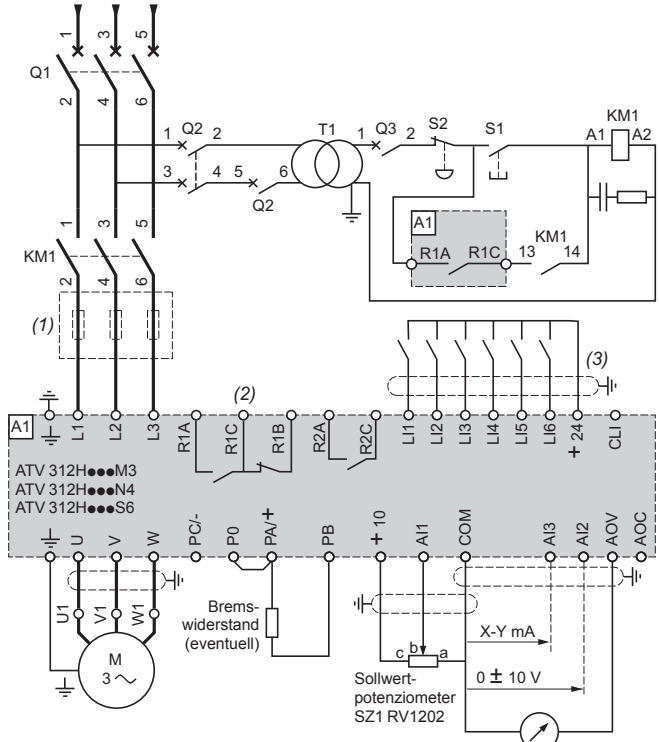 1 3 5
Q1
2 4 6
1 Q2 2 T1 1 Q3 2 S2 S1 KM1
A1 A2
3 4 5 6
Q2
1 3 5
KM1
2 4 6
A1
R1A R1C 13 KM1 14
(1)
(2) (3)
A1
L1 L2 L3 R1A R1C R1B R2A R2C LI1 LI2 LI3 LI4 LI5 LI6 + 24 CLI
ATV 312H●●●M3
ATV 312H●●●N4
ATV 312H●●●S6
U V W PC/- P0 PA/+ PB + 10 AI1 COM AI3 AI2 AOV AOC
U1 V1 W1
M
3 ~
Brems-
widerstand
(eventuell)
c b a
Sollwert-
potenziometer
SZ1 RV1202
X-Y mA
0 ± 10 V